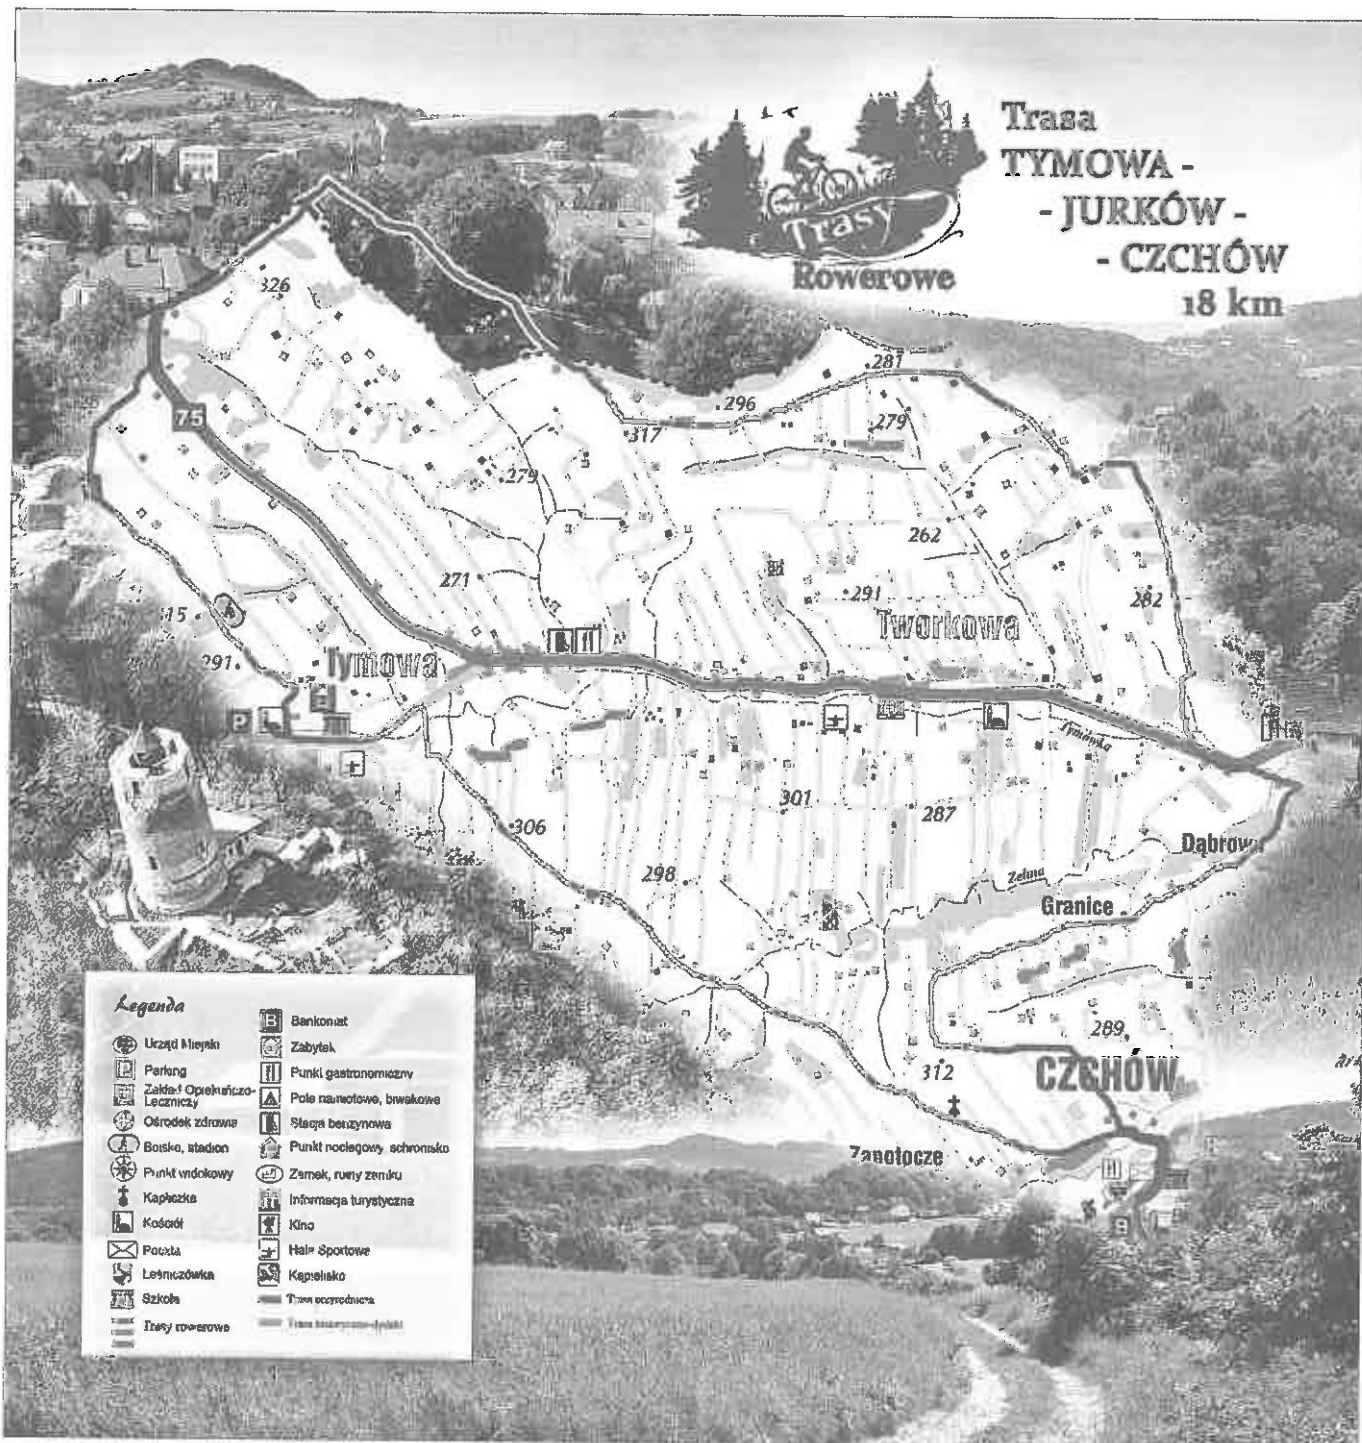 Trasa
TYMOWA -
- JURKÓW -
- CZCHÓW
18 km
Trasy
Rowerowe
326
281
296
75
317
279
279
262
271
291
282
Tworkowa
15
291
Tymowa
P
Tymówka
301
287
306
Dąbrowa
298
Zelina
Granice
289
CZCHÓW
312
Zapotocze
H
B
Legenda
Urząd Miejski
Parking
Zakład Opiekuńczo-
Leczniczy
Ośrodek zdrowia
Boisko, stadion
Punkt widokowy
Kapliczka
Kościół
Poczta
Leśniczówka
Szkoła
Trasy rowerowe
B Bankomat
Zabytek
Punkt gastronomiczny
Pole namiotowe, biwakowe
Stacja benzynowa
Punkt noclegowy, schronisko
Zamek, ruiny zamku
Informacja turystyczna
Kino
Hala Sportowa
Kąpielisko
Trasa przyrodnicza